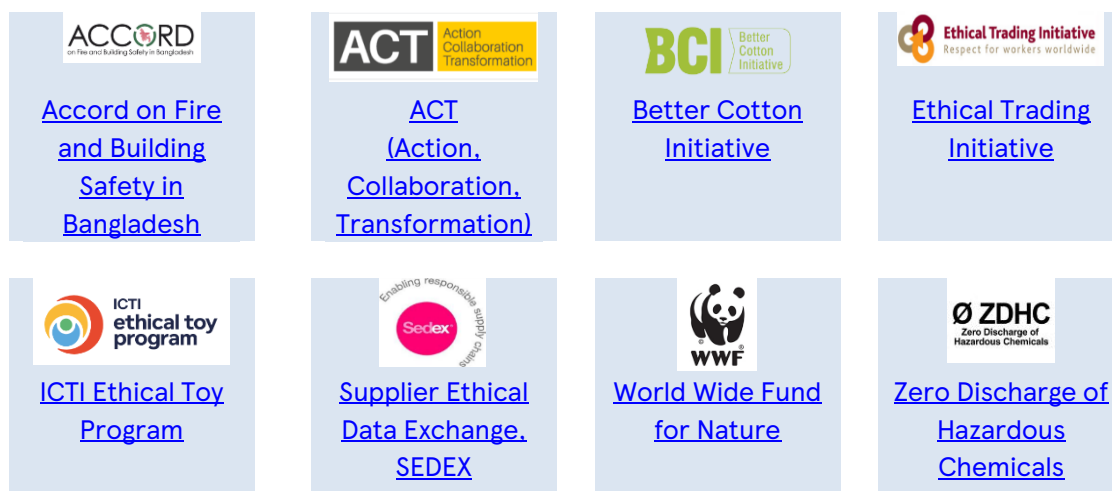 ACCORD
on Fire and Building Safety in Bangladesh
Accord on Fire
and Building
Safety in
Bangladesh
ACT
Action
Collaboration
Transformation
ACT
(Action,
Collaboration,
Transformation)
BCI
Better
Cotton
Initiative
Better Cotton
Initiative
Ethical Trading Initiative
Respect for workers worldwide
Ethical Trading
Initiative
ICTI
ethical toy
program
ICTI Ethical Toy
Program
Enabling responsible supply chains
Sedex
Supplier Ethical
Data Exchange,
SEDEX
©
WWF
®
World Wide Fund
for Nature
Ø ZDHC
Zero Discharge of
Hazardous Chemicals
Zero Discharge of
Hazardous
Chemicals